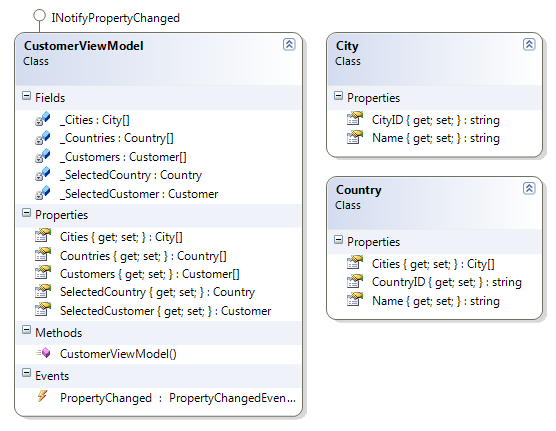 INotifyPropertyChanged
CustomerViewModel
Class
Fields
_Cities : City[]
_Countries : Country[]
_Customers : Customer[]
_SelectedCountry : Country
_SelectedCustomer : Customer
Properties
Cities { get; set; } : City[]
Countries { get; set; } : Country[]
Customers { get; set; } : Customer[]
SelectedCountry { get; set; } : Country
SelectedCustomer { get; set; } : Customer
Methods
CustomerViewModel()
Events
PropertyChanged : PropertyChangedEven...
City
Class
Properties
CityID { get; set; } : string
Name { get; set; } : string
Country
Class
Properties
Cities { get; set; } : City[]
CountryID { get; set; } : string
Name { get; set; } : string